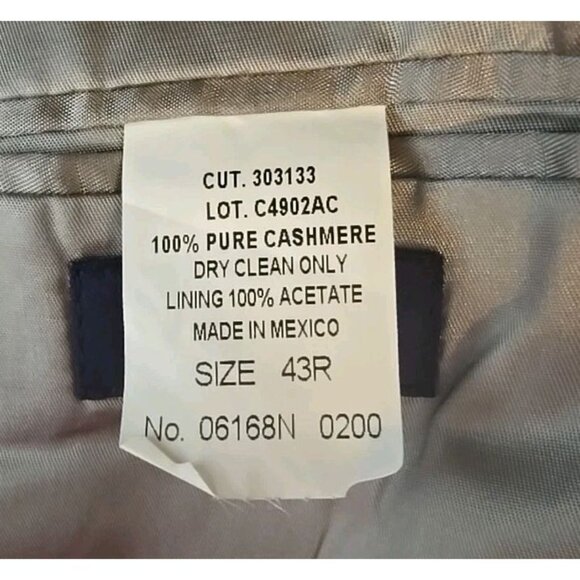 CUT. 303133
LOT. C4902AC
100% PURE CASHMERE
DRY CLEAN ONLY
LINING 100% ACETATE
MADE IN MEXICO
SIZE 43R
No. 06168N 0200